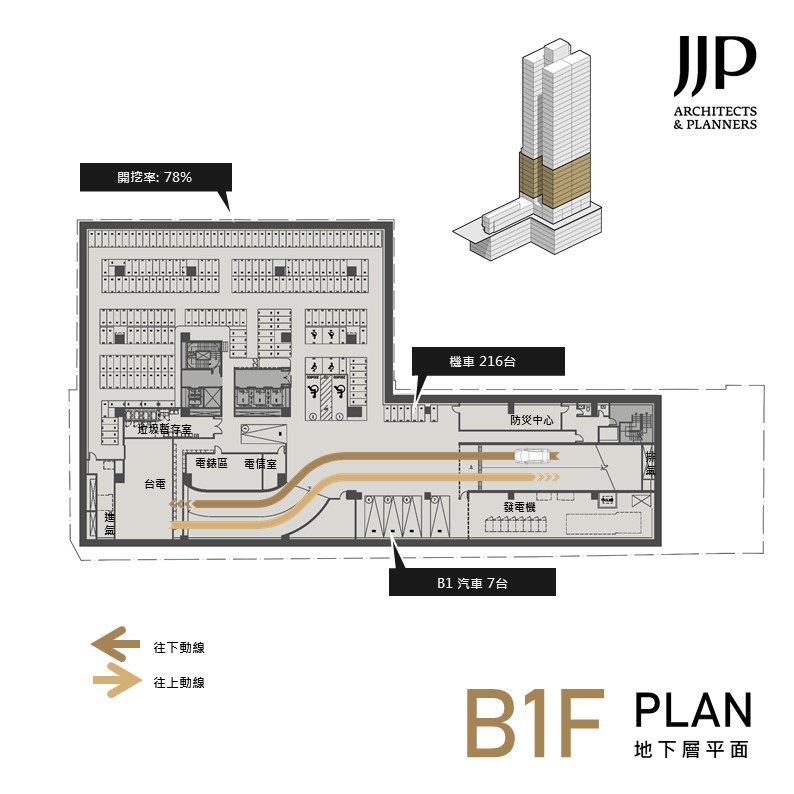 JJP
ARCHITECTS
& PLANNERS
開挖率: 78%
機車 216台
防災中心
垃圾暫存室
電錶區
電信室
台電
排氣
進氣
發電機
B1 汽車 7台
往下動線
往上動線
B1F PLAN
地下層平面